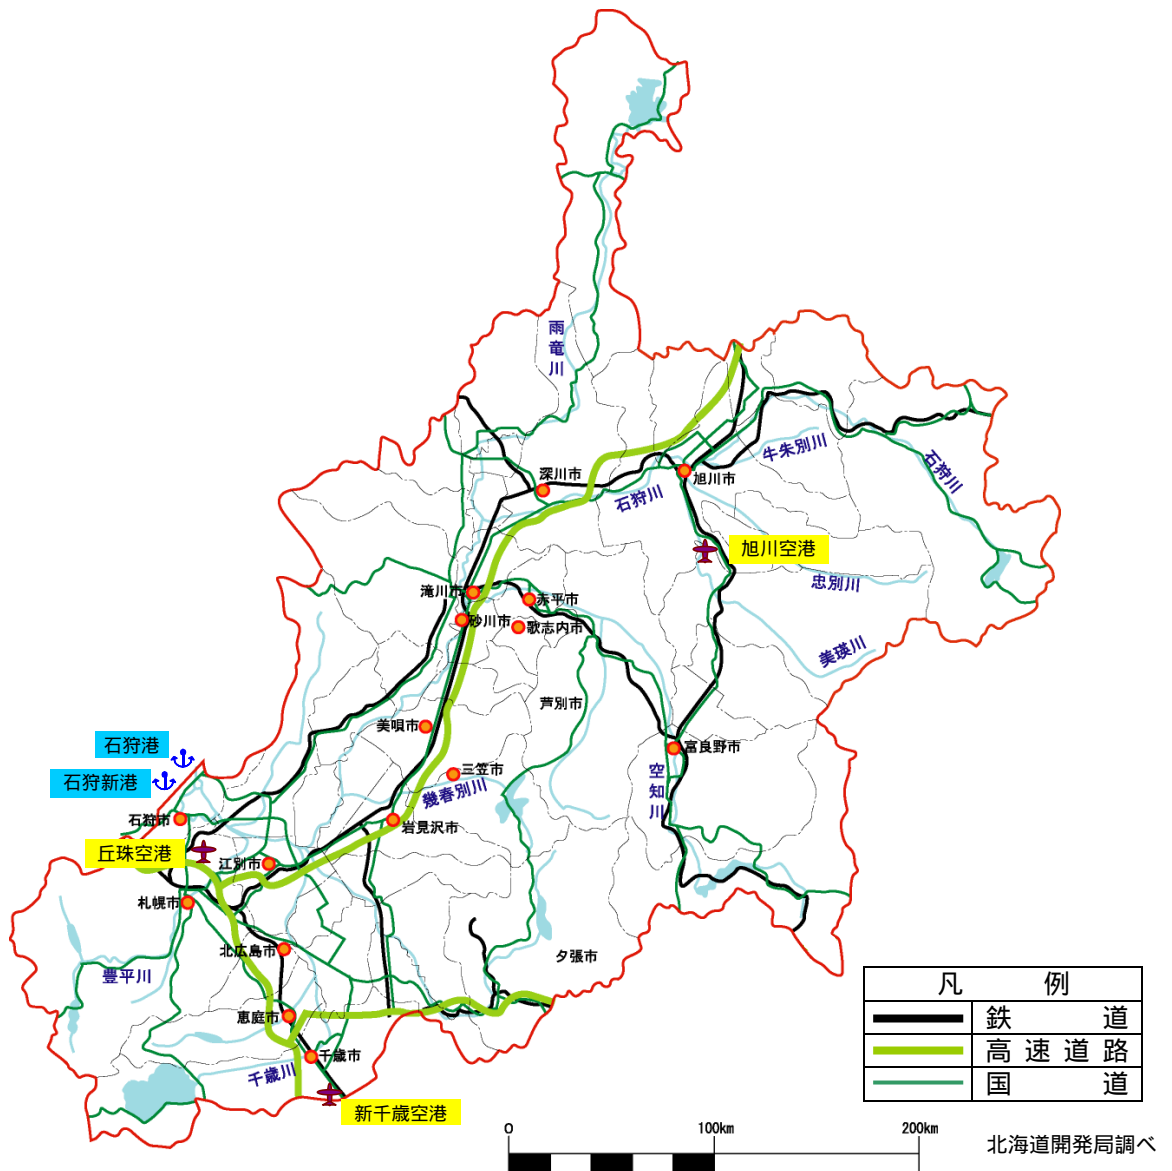 雨竜川
深川市
旭川市
牛朱別川
石狩川
石狩川
旭川空港
忠別川
美瑛川
滝川市
赤平市
砂川市
歌志内市
芦別市
美唄市
富良野市
三笠市
幾春別川
空知川
石狩港
石狩新港
石狩市
岩見沢市
丘珠空港
江別市
札幌市
北広島市
夕張市
豊平川
恵庭市
千歳市
千歳川
新千歳空港
凡 例
鉄 道
高速道路
国 道
0 100km 200km
北海道開発局調べ